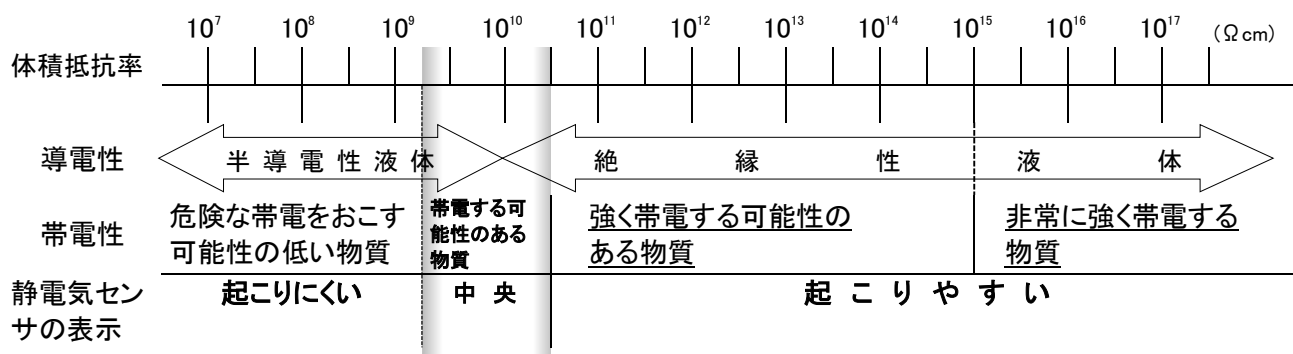 10⁷ 10⁸ 10⁹ 10¹⁰ 10¹¹ 10¹² 10¹³ 10¹⁴ 10¹⁵ 10¹⁶ 10¹⁷ (Ωcm)
体積抵抗率
導電性 半導電性液体 絶縁性液体
帯電性
危険な帯電をおこす
可能性の低い物質
帯電する可
能性のある
物質
強く帯電する可能性の
ある物質
非常に強く帯電する
物質
静電気セン
サの表示
起こりにくい 中央 起こりやすい